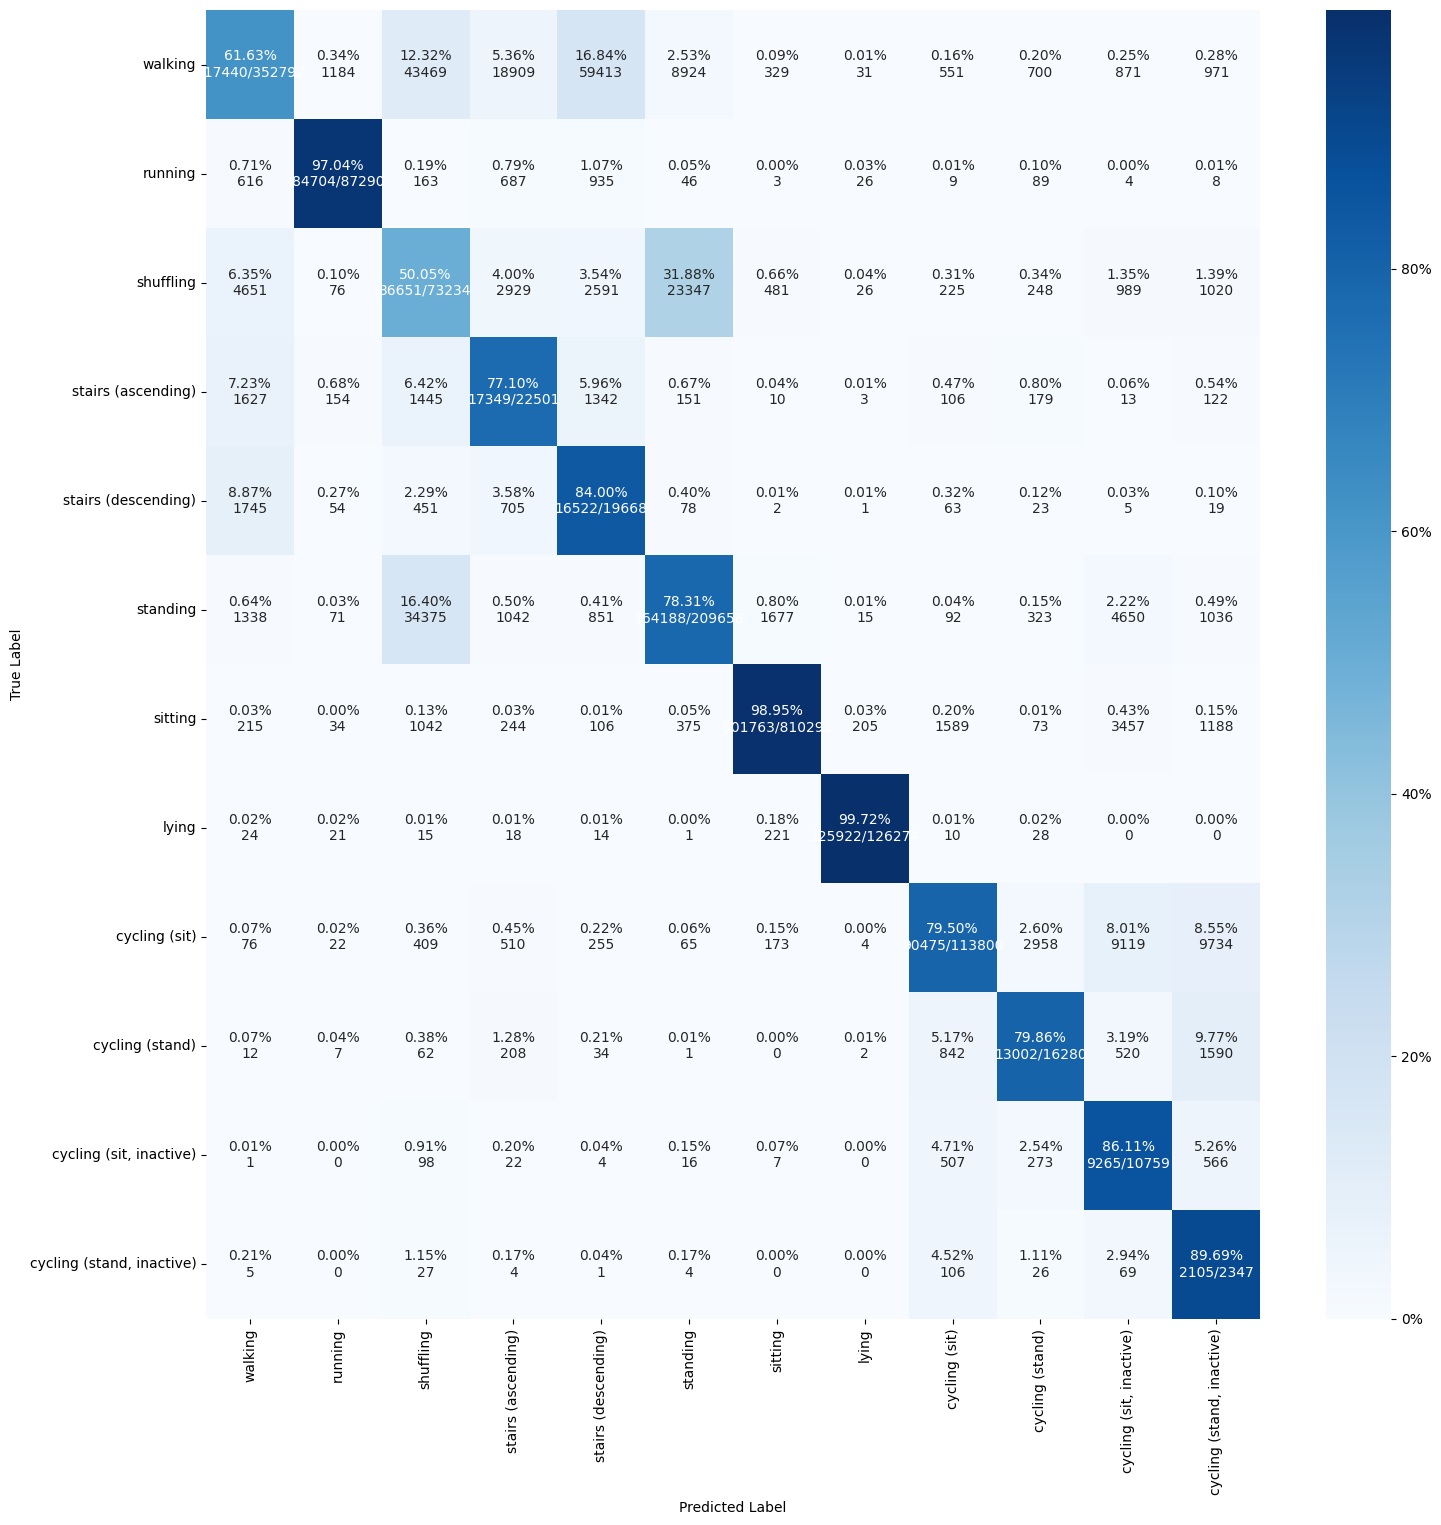 walking
61.63% 0.34% 12.32% 5.36% 16.84% 2.53% 0.09% 0.01% 0.16% 0.20% 0.25% 0.28%
17440/35279 1184 43469 18909 59413 8924 329 31 551 700 871 971
running
0.71% 97.04% 0.19% 0.79% 1.07% 0.05% 0.00% 0.03% 0.01% 0.10% 0.00% 0.01%
616 84704/87290 163 687 935 46 3 26 9 89 4 8
shuffling
6.35% 0.10% 50.05% 4.00% 3.54% 31.88% 0.66% 0.04% 0.31% 0.34% 1.35% 1.39%
4651 76 36651/73234 2929 2591 23347 481 26 225 248 989 1020
stairs (ascending)
7.23% 0.68% 6.42% 77.10% 5.96% 0.67% 0.04% 0.01% 0.47% 0.80% 0.06% 0.54%
1627 154 1445 17349/22501 1342 151 10 3 106 179 13 122
stairs (descending)
8.87% 0.27% 2.29% 3.58% 84.00% 0.40% 0.01% 0.01% 0.32% 0.12% 0.03% 0.10%
1745 54 451 705 16522/19668 78 2 1 63 23 5 19
standing
0.64% 0.03% 16.40% 0.50% 0.41% 78.31% 0.80% 0.01% 0.04% 0.15% 2.22% 0.49%
1338 71 34375 1042 851 164188/20965 1677 15 92 323 4650 1036
sitting
0.03% 0.00% 0.13% 0.03% 0.01% 0.05% 98.95% 0.03% 0.20% 0.01% 0.43% 0.15%
215 34 1042 244 106 375 01763/81029 205 1589 73 3457 1188
lying
0.02% 0.02% 0.01% 0.01% 0.01% 0.00% 0.18% 99.72% 0.01% 0.02% 0.00% 0.00%
24 21 15 18 14 1 221 25922/12627 10 28 0 0
cycling (sit)
0.07% 0.02% 0.36% 0.45% 0.22% 0.06% 0.15% 0.00% 79.50% 2.60% 8.01% 8.55%
76 22 409 510 255 65 173 4 90475/113800 2958 9119 9734
cycling (stand)
0.07% 0.04% 0.38% 1.28% 0.21% 0.01% 0.00% 0.01% 5.17% 79.86% 3.19% 9.77%
12 7 62 208 34 1 0 2 842 13002/16280 520 1590
cycling (sit, inactive)
0.01% 0.00% 0.91% 0.20% 0.04% 0.15% 0.07% 0.00% 4.71% 2.54% 86.11% 5.26%
1 0 98 22 4 16 7 0 507 273 9265/10759 566
cycling (stand, inactive)
0.21% 0.00% 1.15% 0.17% 0.04% 0.17% 0.00% 0.00% 4.52% 1.11% 2.94% 89.69%
5 0 27 4 1 4 0 0 106 26 69 2105/2347
True Label
walking
running
shuffling
stairs (ascending)
stairs (descending)
standing
sitting
lying
cycling (sit)
cycling (stand)
cycling (sit, inactive)
cycling (stand, inactive)
Predicted Label
80%
60%
40%
20%
0%